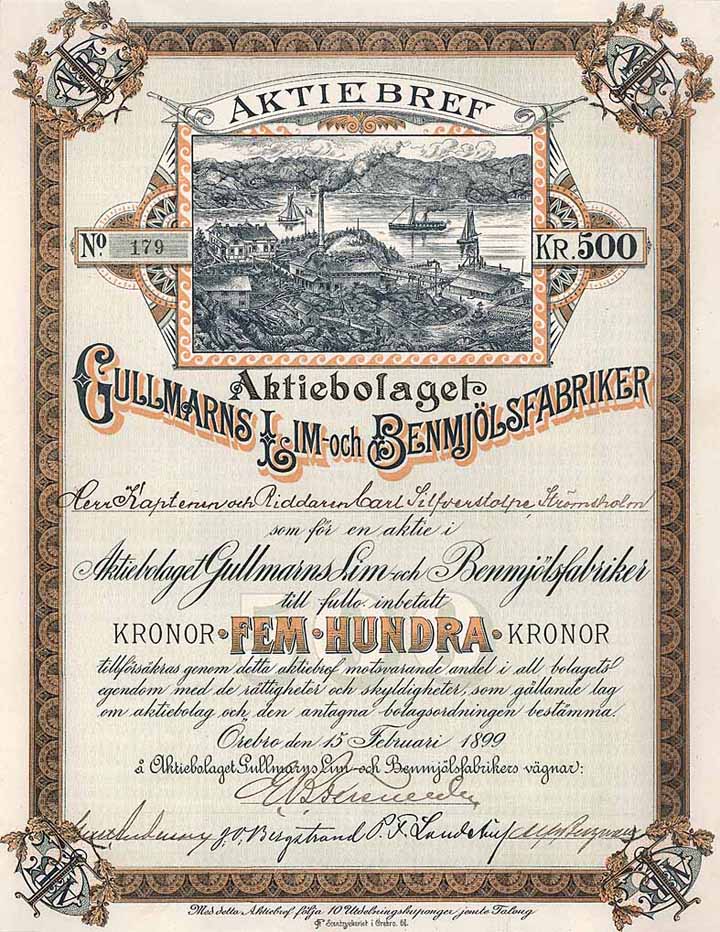 AKTIEBREF
No 179
KR. 500
Aktiebolaget
GULLMARNS LIM- och BENMJÖLSFABRIKER
Herr Kaptenen och Riddaren Carl Silfverstolpe, Strömsholm
som för en aktie i
Aktiebolaget Gullmarns Lim- och Benmjölsfabriker
till fullo inbetalt
KRONOR · FEM · HUNDRA · KRONOR
tillförsäkras genom detta aktiebref motsvarande andel i all bolagets
egendom med de rättigheter och skyldigheter, som gällande lag
om aktiebolag och den antagna bolagsordningen bestämma.
Örebro den 15 Februari 1899
å Aktiebolaget Gullmarns Lim- och Benmjölsfabrikers vägnar:
J. O. Bergstrand P. F.
Med detta Aktiebref följa 10 Utdelningskuponger jemte Talong
i Örebro. 61.